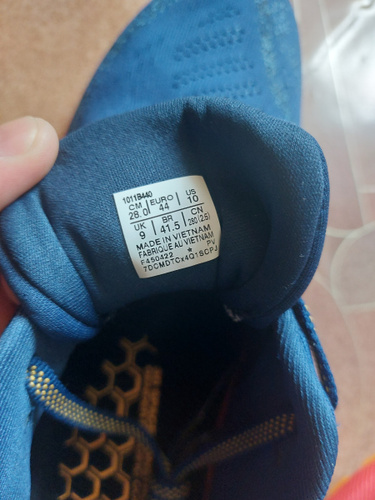 1011B440
CM EURO US
28.0 44 10
UK BR CN
9 41.5 280 (2.5)
MADE IN VIETNAM
FABRIQUE AU VIETNAM
F450422 * PV
7DCMDTCx4Q1BCPJ